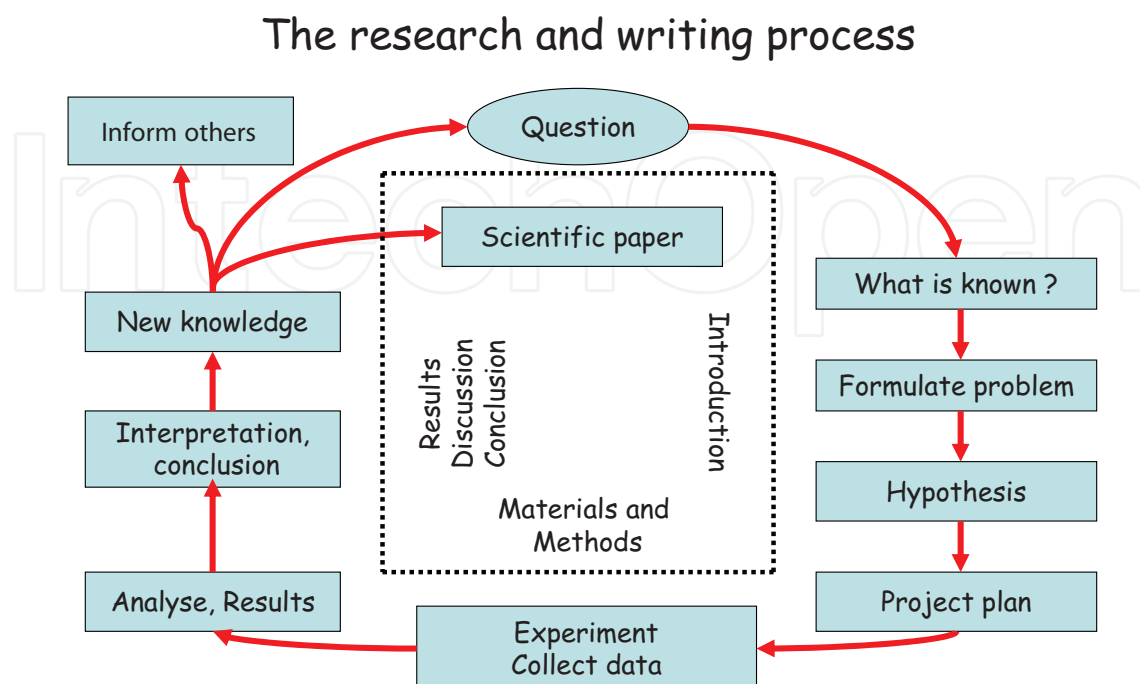 The research and writing process
Inform others
Question
Scientific paper
What is known ?
New knowledge
Formulate problem
Introduction
Results
Discussion
Conclusion
Interpretation,
conclusion
Hypothesis
Materials and
Methods
Analyse, Results
Project plan
Experiment
Collect data
IntechOpen